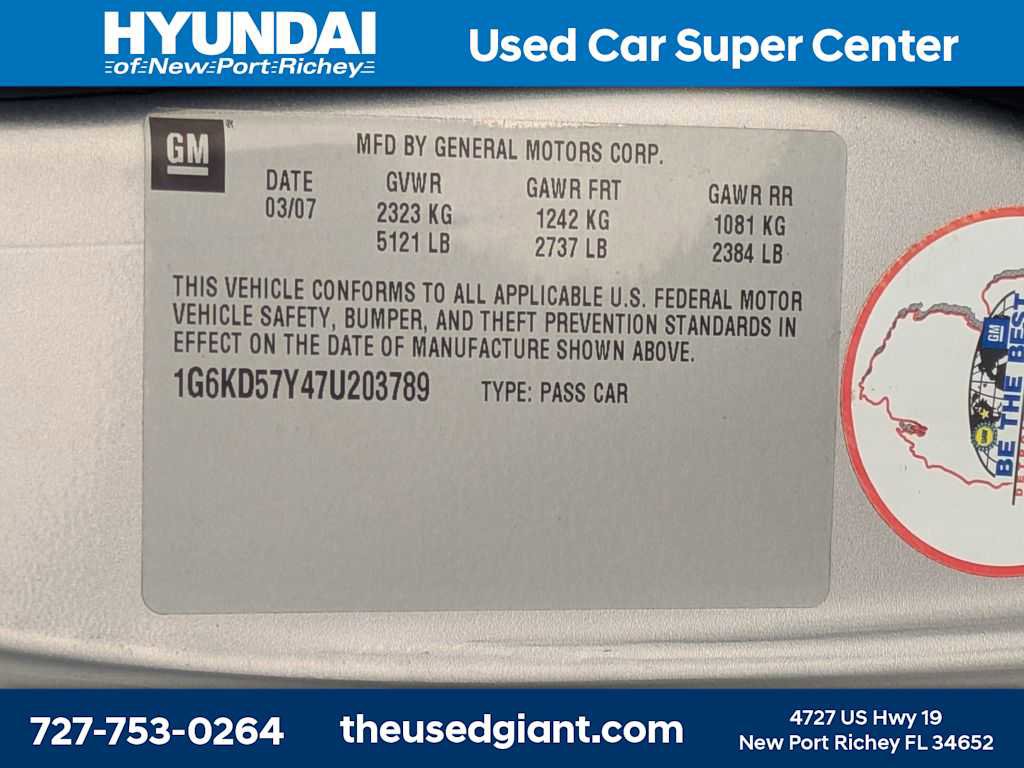 HYUNDAI
of New Port Richey
Used Car Super Center
GM
MFD BY GENERAL MOTORS CORP.
DATE GVWR GAWR FRT GAWR RR
03/07 2323 KG 1242 KG 1081 KG
5121 LB 2737 LB 2384 LB
THIS VEHICLE CONFORMS TO ALL APPLICABLE U.S. FEDERAL MOTOR
VEHICLE SAFETY, BUMPER, AND THEFT PREVENTION STANDARDS IN
EFFECT ON THE DATE OF MANUFACTURE SHOWN ABOVE.
1G6KD57Y47U203789 TYPE: PASS CAR
GM
BE THE BEST
727-753-0264
theusedgiant.com
4727 US Hwy 19
New Port Richey FL 34652